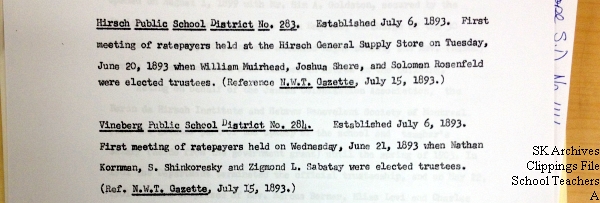 Hirsch Public School District No. 283. Established July 6, 1893. First
meeting of ratepayers held at the Hirsch General Supply Store on Tuesday,
June 20, 1893 when William Muirhead, Joshua Shere, and Soloman Rosenfeld
were elected trustees. (Reference N.W.T. Gazette, July 15, 1893.)
Vineberg Public School District No. 284. Established July 6, 1893.
First meeting of ratepayers held on Wednesday, June 21, 1893 when Nathan
Kornman, S. Shinkoresky and Zigmond L. Sabatay were elected trustees.
(Ref. N.W.T. Gazette, July 15, 1893.)
SK Archives
Clippings File
School Teachers
A